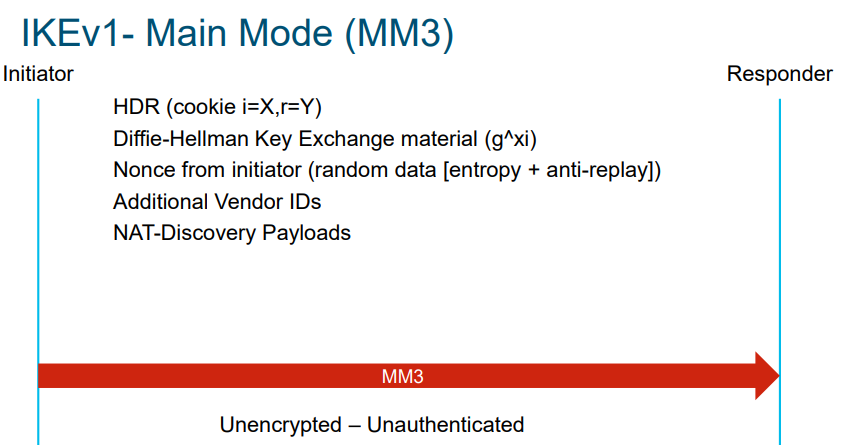 IKEv1- Main Mode (MM3)
Initiator
Responder
HDR (cookie i=X,r=Y)
Diffie-Hellman Key Exchange material (g^xi)
Nonce from initiator (random data [entropy + anti-replay])
Additional Vendor IDs
NAT-Discovery Payloads
MM3
Unencrypted – Unauthenticated